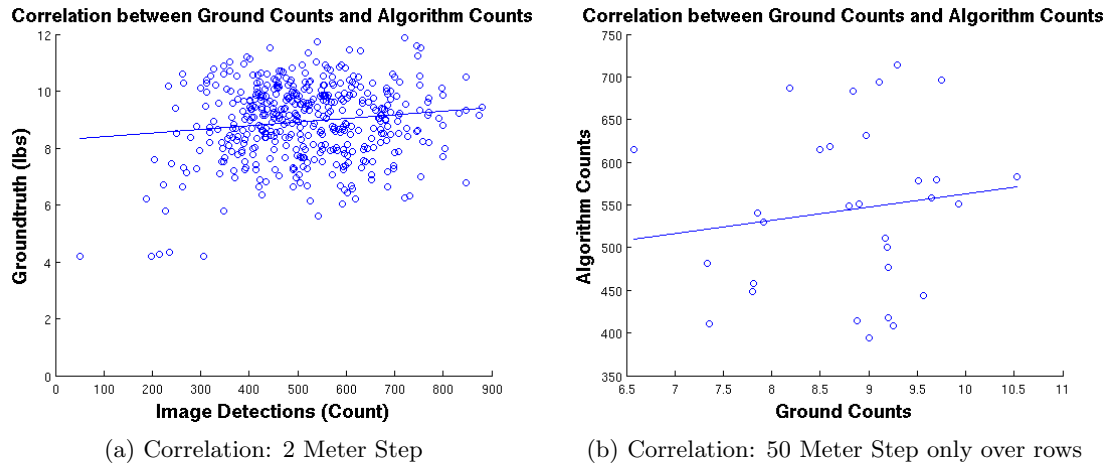 Correlation between Ground Counts and Algorithm Counts
12
10
8
6
4
2
0
Groundtruth (lbs)
0 100 200 300 400 500 600 700 800 900
Image Detections (Count)
(a) Correlation: 2 Meter Step
Correlation between Ground Counts and Algorithm Counts
750
700
650
600
550
500
450
400
350
Algorithm Counts
6.5 7 7.5 8 8.5 9 9.5 10 10.5 11
Ground Counts
(b) Correlation: 50 Meter Step only over rows